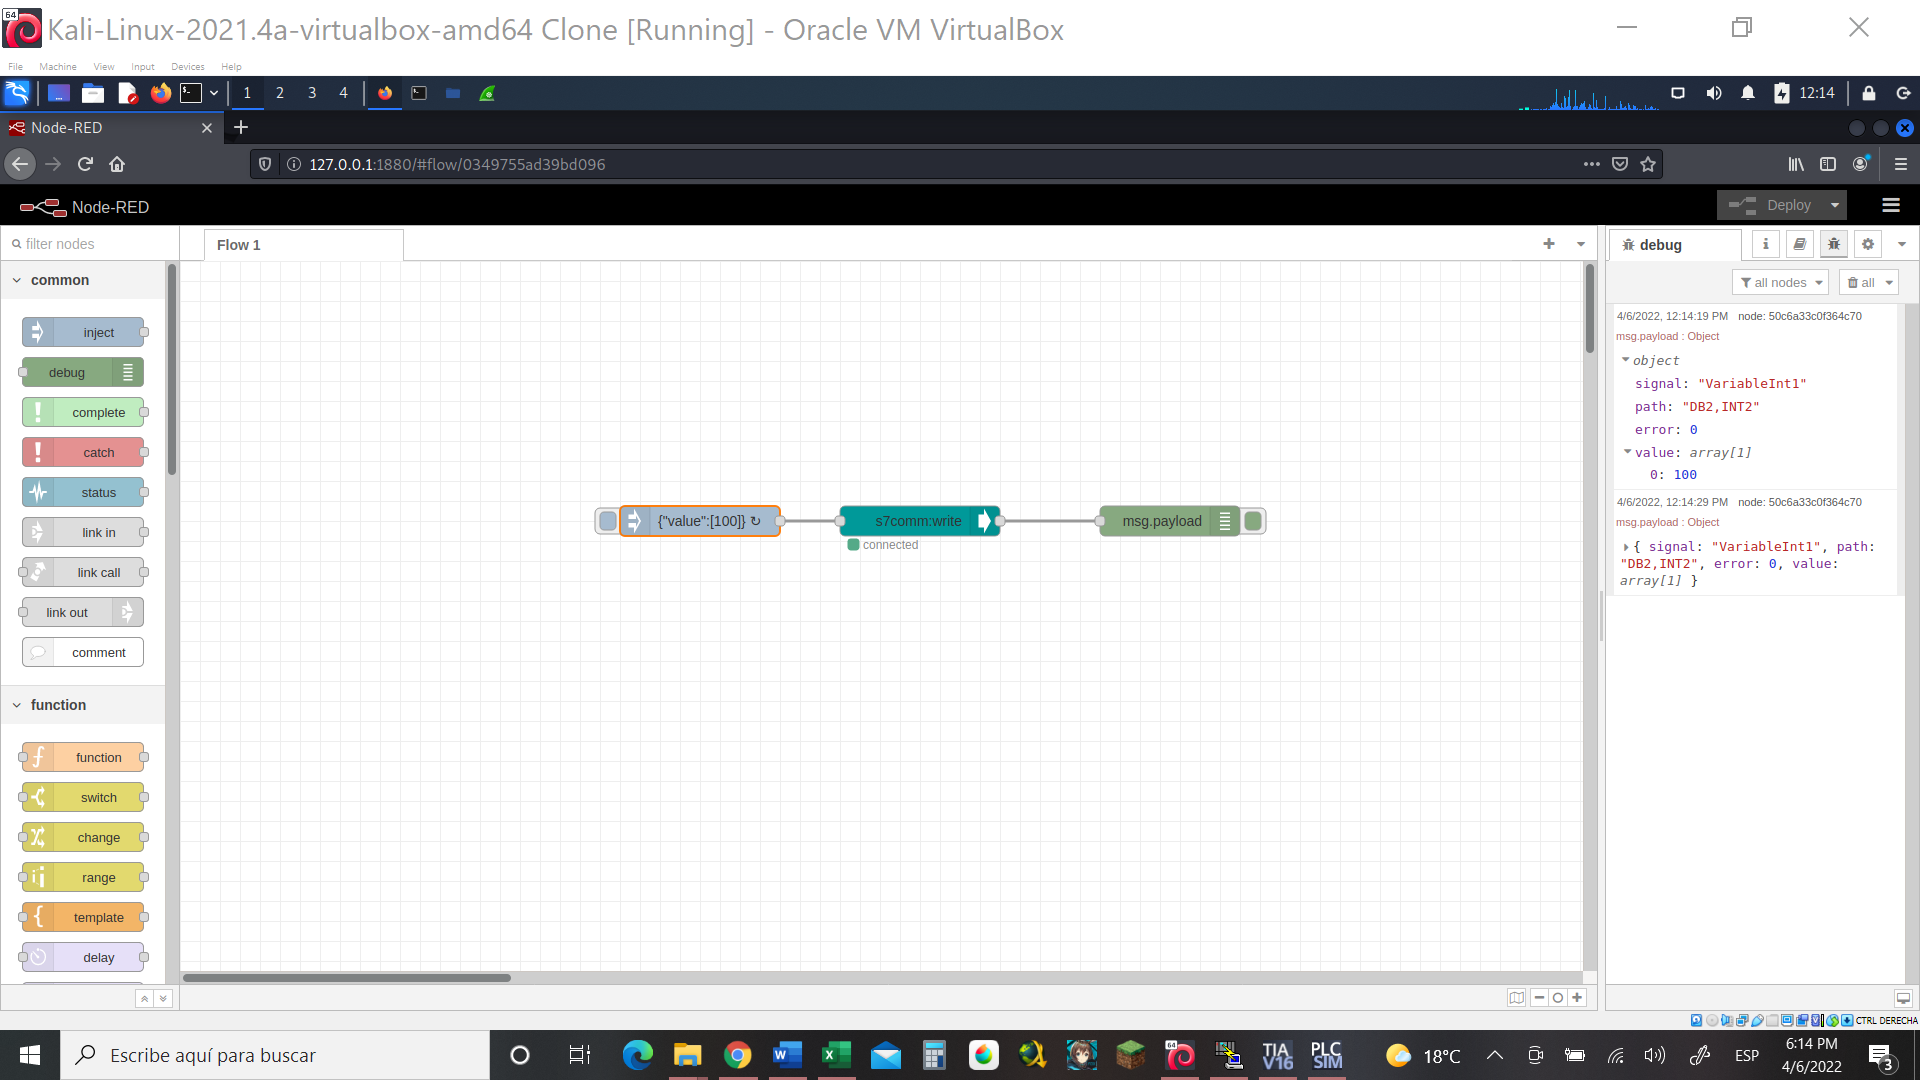 64
Kali-Linux-2021.4a-virtualbox-amd64 Clone [Running] - Oracle VM VirtualBox
File Machine View Input Devices Help
1 2 3 4
12:14
Node-RED
127.0.0.1:1880/#flow/0349755ad39bd096
Node-RED
Deploy
filter nodes
Flow 1
debug
common
all nodes
all
inject
debug
complete
catch
status
link in
link call
link out
comment
function
function
switch
change
range
template
delay
{"value":[100]} ↻
s7comm:write
connected
msg.payload
4/6/2022, 12:14:19 PM node: 50c6a33c0f364c70
msg.payload : Object
object
signal: "VariableInt1"
path: "DB2,INT2"
error: 0
value: array[1]
0: 100
4/6/2022, 12:14:29 PM node: 50c6a33c0f364c70
msg.payload : Object
{ signal: "VariableInt1", path:
"DB2,INT2", error: 0, value:
array[1] }
CTRL DERECHA
Escribe aquí para buscar
64
TIA
V16
PLC
SIM
18°C
ESP
6:14 PM
4/6/2022
3